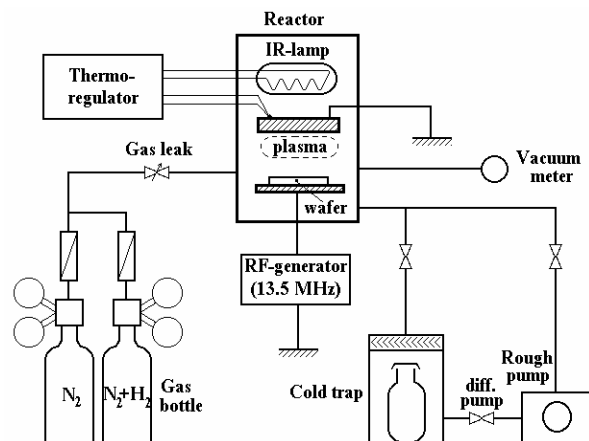 Reactor
IR-lamp
Thermo-
regulator
plasma
Gas leak
Vacuum
meter
wafer
RF-generator
(13.5 MHz)
N₂
N₂+H₂
Gas
bottle
Cold trap
diff.
pump
Rough
pump